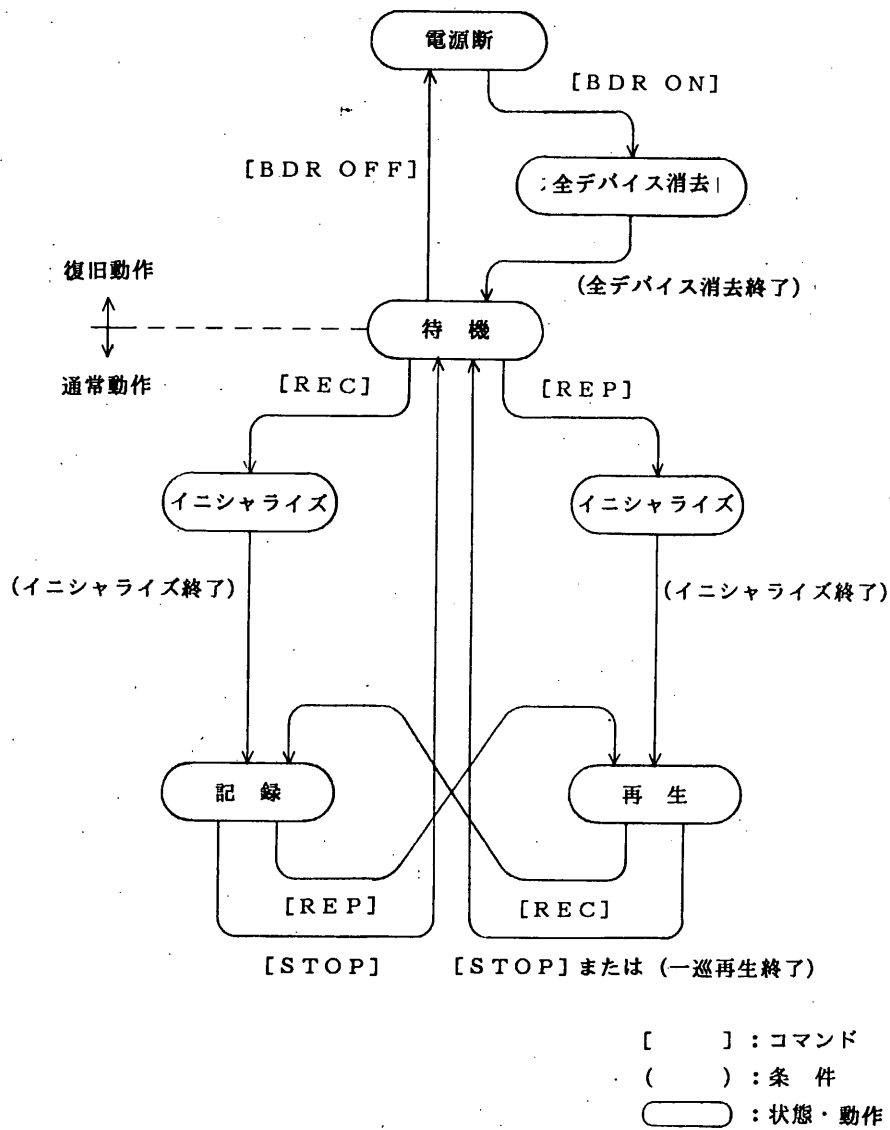 電源断
[BDR ON]
[BDR OFF]
全デバイス消去
(全デバイス消去終了)
復旧動作
待機
通常動作
[REC]
[REP]
イニシャライズ
イニシャライズ
(イニシャライズ終了)
(イニシャライズ終了)
記録
再生
[REP]
[REC]
[STOP]
[STOP]または(一巡再生終了)
[ ]:コマンド
( ):条件
:状態・動作